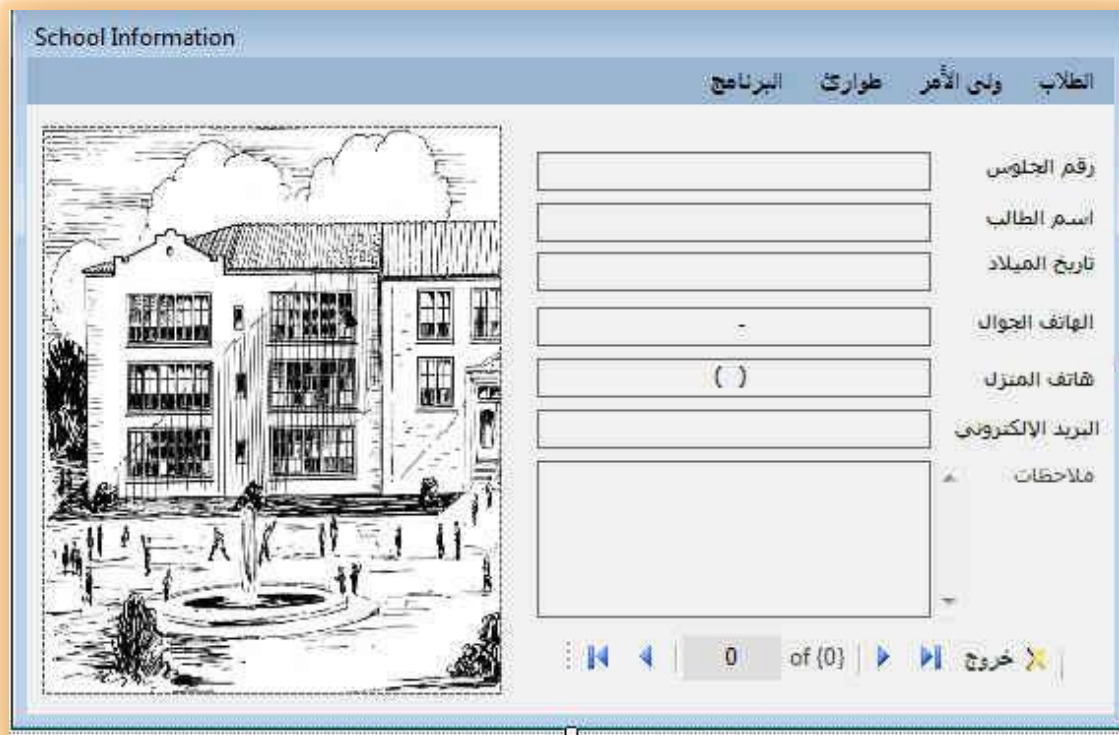 School Information
الطلاب ولى الأمر طوارئ البرنامج
رقم الجلوس
اسم الطالب
تاريخ الميلاد
الهاتف الجوال
-
هاتف المنزل
( )
البريد الإلكتروني
ملاحظات
0 of {0} خروج